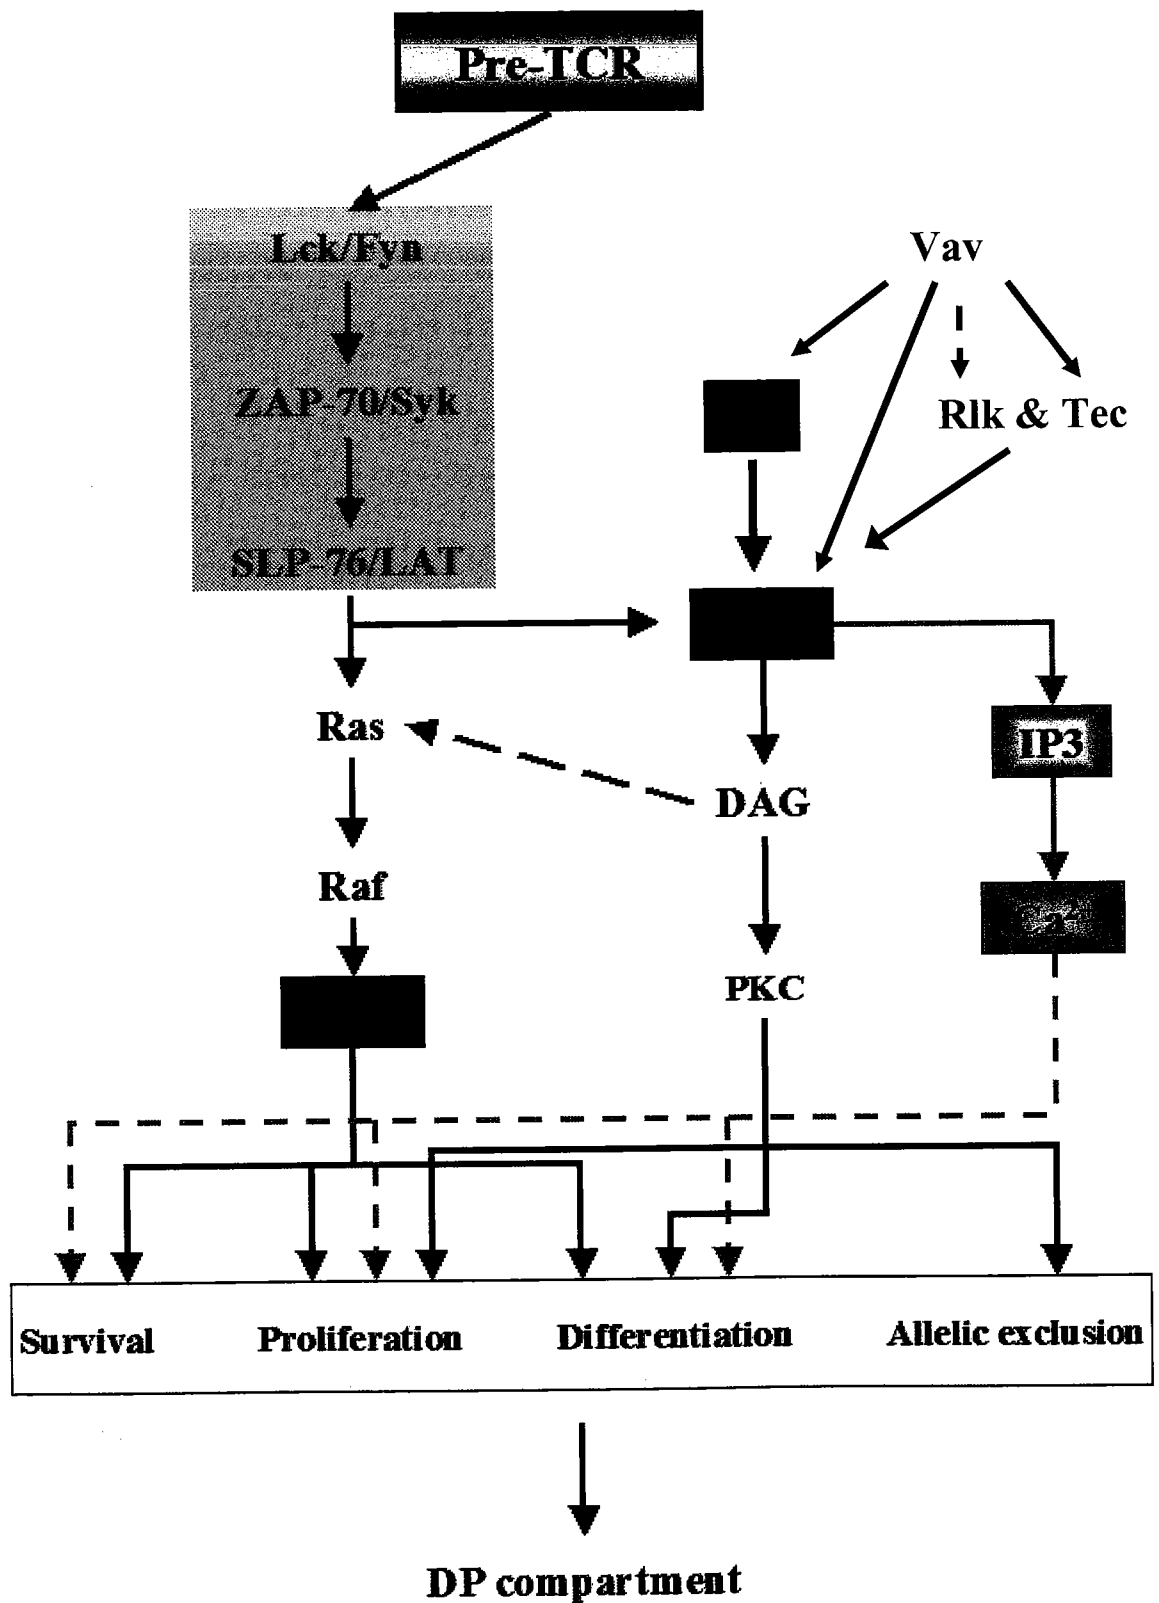 Pre-TCR
Lck/Fyn
Vav
ZAP-70/Syk
Rlk & Tec
SLP-76/LAT
Ras
IP3
DAG
Raf
PKC
Survival
Proliferation
Differentiation
Allelic exclusion
DP compartment